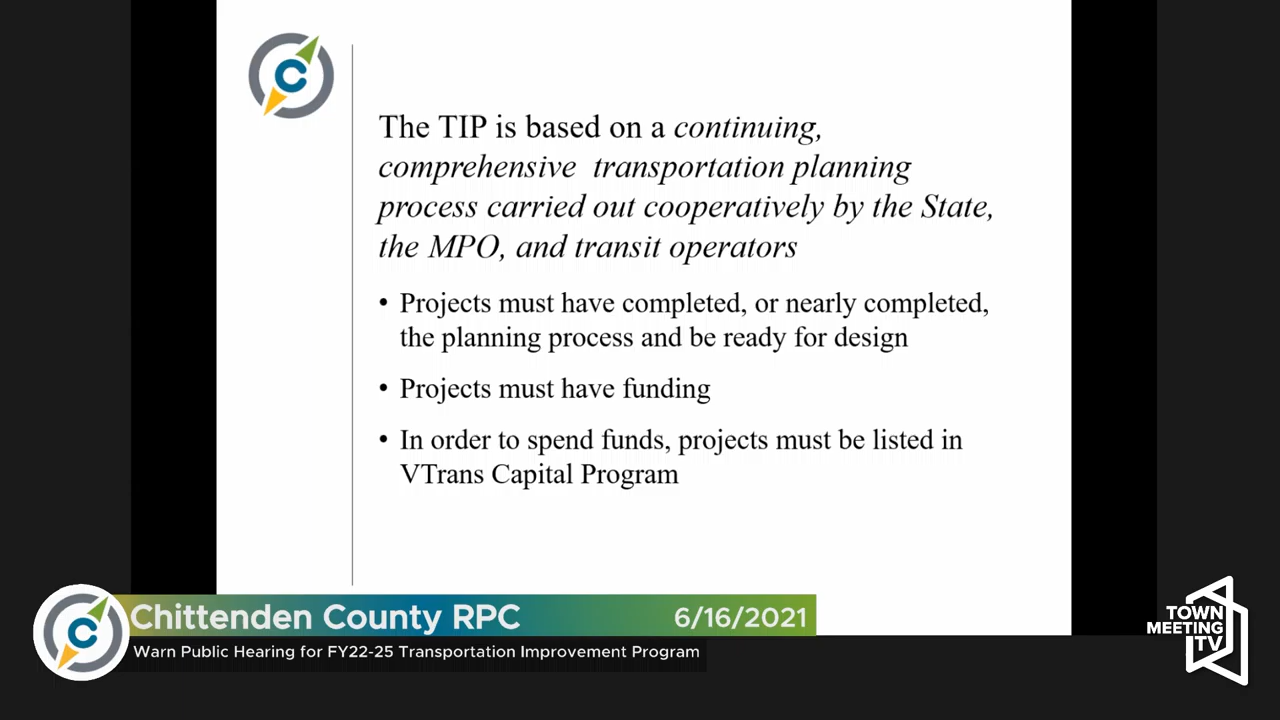 C
The TIP is based on a continuing,
comprehensive transportation planning
process carried out cooperatively by the State,
the MPO, and transit operators
• Projects must have completed, or nearly completed,
the planning process and be ready for design
• Projects must have funding
• In order to spend funds, projects must be listed in
VTrans Capital Program
C
Chittenden County RPC
6/16/2021
Warn Public Hearing for FY22-25 Transportation Improvement Program
TOWN
MEETING
TV